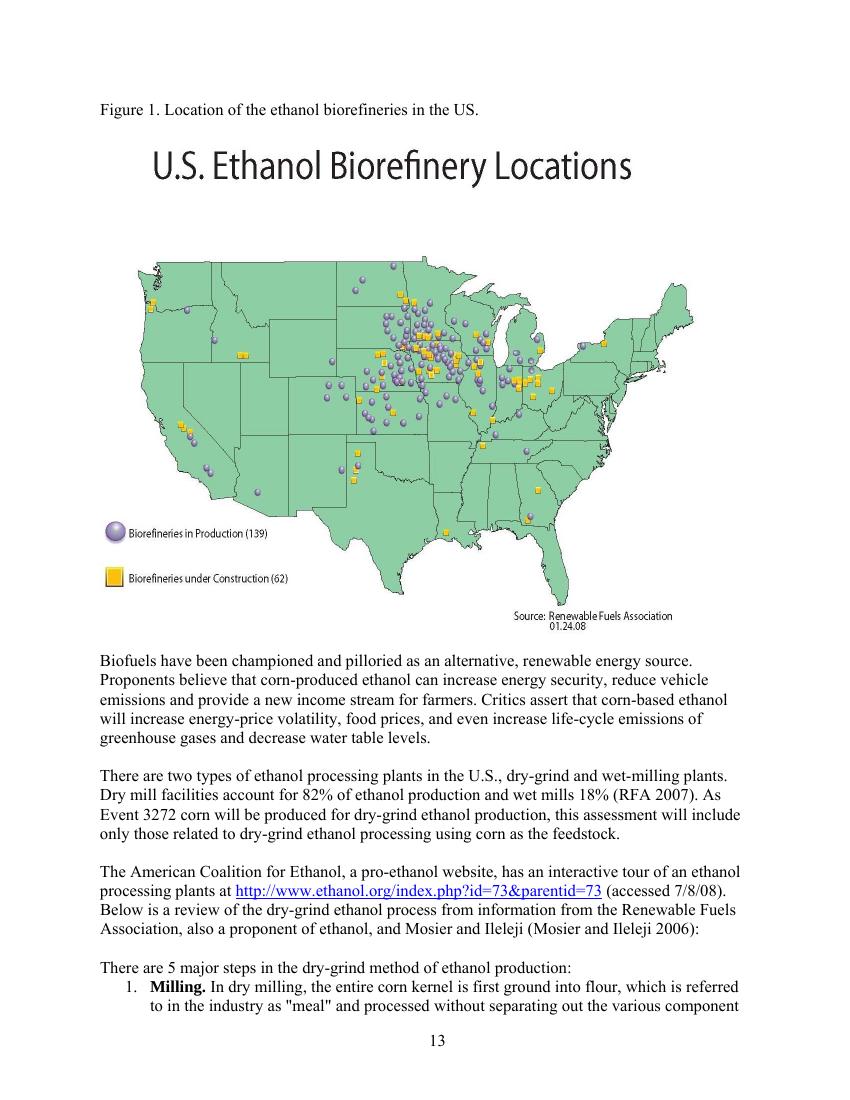 Figure 1. Location of the ethanol biorefineries in the US.
U.S. Ethanol Biorefinery Locations
Biorefineries in Production (139)
Biorefineries under Construction (62)
Source: Renewable Fuels Association
01.24.08
Biofuels have been championed and pilloried as an alternative, renewable energy source.
Proponents believe that corn-produced ethanol can increase energy security, reduce vehicle
emissions and provide a new income stream for farmers. Critics assert that corn-based ethanol
will increase energy-price volatility, food prices, and even increase life-cycle emissions of
greenhouse gases and decrease water table levels.
There are two types of ethanol processing plants in the U.S., dry-grind and wet-milling plants.
Dry mill facilities account for 82% of ethanol production and wet mills 18% (RFA 2007). As
Event 3272 corn will be produced for dry-grind ethanol production, this assessment will include
only those related to dry-grind ethanol processing using corn as the feedstock.
The American Coalition for Ethanol, a pro-ethanol website, has an interactive tour of an ethanol
processing plants at http://www.ethanol.org/index.php?id=73&parentid=73 (accessed 7/8/08).
Below is a review of the dry-grind ethanol process from information from the Renewable Fuels
Association, also a proponent of ethanol, and Mosier and Ileleji (Mosier and Ileleji 2006):
There are 5 major steps in the dry-grind method of ethanol production:
1. Milling. In dry milling, the entire corn kernel is first ground into flour, which is referred
to in the industry as "meal" and processed without separating out the various component
13